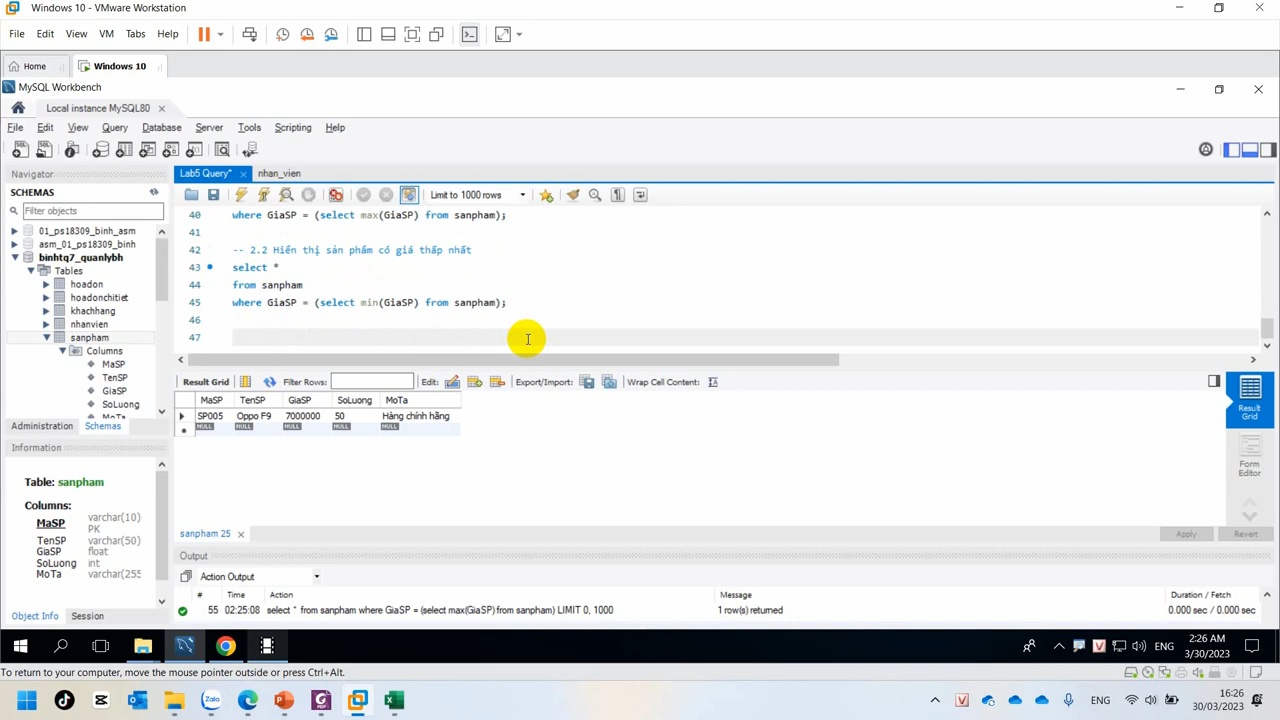 Windows 10 - VMware Workstation
File Edit View VM Tabs Help
Home Windows 10
MySQL Workbench
Local instance MySQL80
File Edit View Query Database Server Tools Scripting Help
Navigator
SCHEMAS
Filter objects
01_ps18309_binh_asm
asm_01_ps18309_binh
binhtq7_quanlybh
Tables
hoadon
hoadonchitiet
khachhang
nhanvien
sanpham
Columns
MaSP
TenSP
GiaSP
SoLuong
MoTa
Administration Schemas
Information
Table: sanpham
Columns:
MaSP varchar(10) PK
TenSP varchar(50)
GiaSP float
SoLuong int
MoTa varchar(255
Object Info Session
Lab5 Query* nhan_vien
Limit to 1000 rows
40 where GiaSP = (select max(GiaSP) from sanpham);
41
42 -- 2.2 Hiển thị sản phẩm có giá thấp nhất
43 select *
44 from sanpham
45 where GiaSP = (select min(GiaSP) from sanpham);
46
47
Result Grid Filter Rows: Edit: Export/Import: Wrap Cell Content:
MaSP TenSP GiaSP SoLuong MoTa
SP005 Oppo F9 7000000 50 Hàng chính hãng
NULL NULL NULL NULL NULL
Result Grid
Form Editor
sanpham 25 Apply Revert
Output
Action Output
# Time Action Message Duration / Fetch
55 02:25:08 select * from sanpham where GiaSP = (select max(GiaSP) from sanpham) LIMIT 0, 1000 1 row(s) returned 0.000 sec / 0.000 sec
ENG 2:26 AM 3/30/2023
To return to your computer, move the mouse pointer outside or press Ctrl+Alt.
Zalo ENG 16:26 30/03/2023